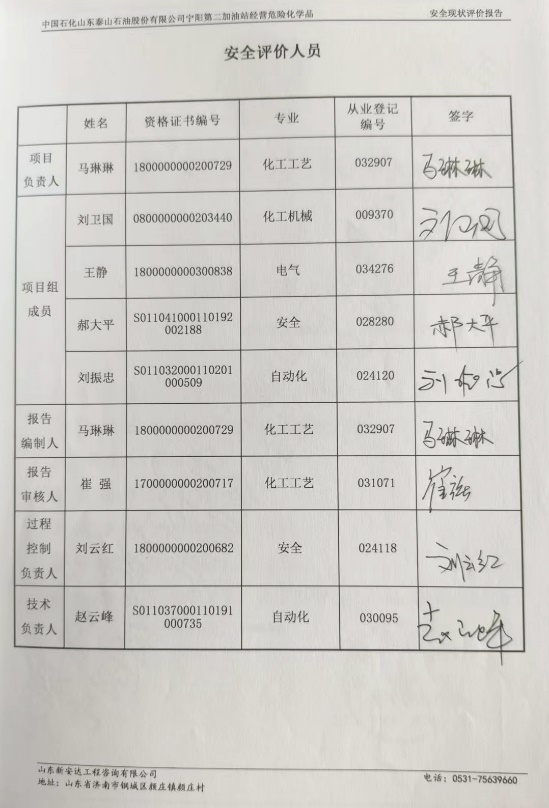 中国石化山东泰山石油股份有限公司宁阳第二加油站经营危险化学品 安全现状评价报告
安全评价人员
姓名 资格证书编号 专业 从业登记 签字
编号
项目
负责人 马琳琳 1800000000200729 化工工艺 032907 马琳琳
项目组
成员
刘卫国 0800000000203440 化工机械 009370 刘卫国
王静 1800000000300838 电气 034276 王静
郝大平 S011041000110192 安全 028280 郝大平
002188
刘振忠 S011032000110201 自动化 024120 刘振忠
000509
报告
编制人 马琳琳 1800000000200729 化工工艺 032907 马琳琳
报告
审核人 崔 强 1700000000200717 化工工艺 031071 崔强
过程
控制
负责人 刘云红 1800000000200682 安全 024118 刘云红
技术
负责人 赵云峰 S011037000110191 自动化 030095 赵云峰
000735
山东新安达工程咨询有限公司
地址：山东省济南市钢城区颜庄镇颜庄村 电话：0531-75639660